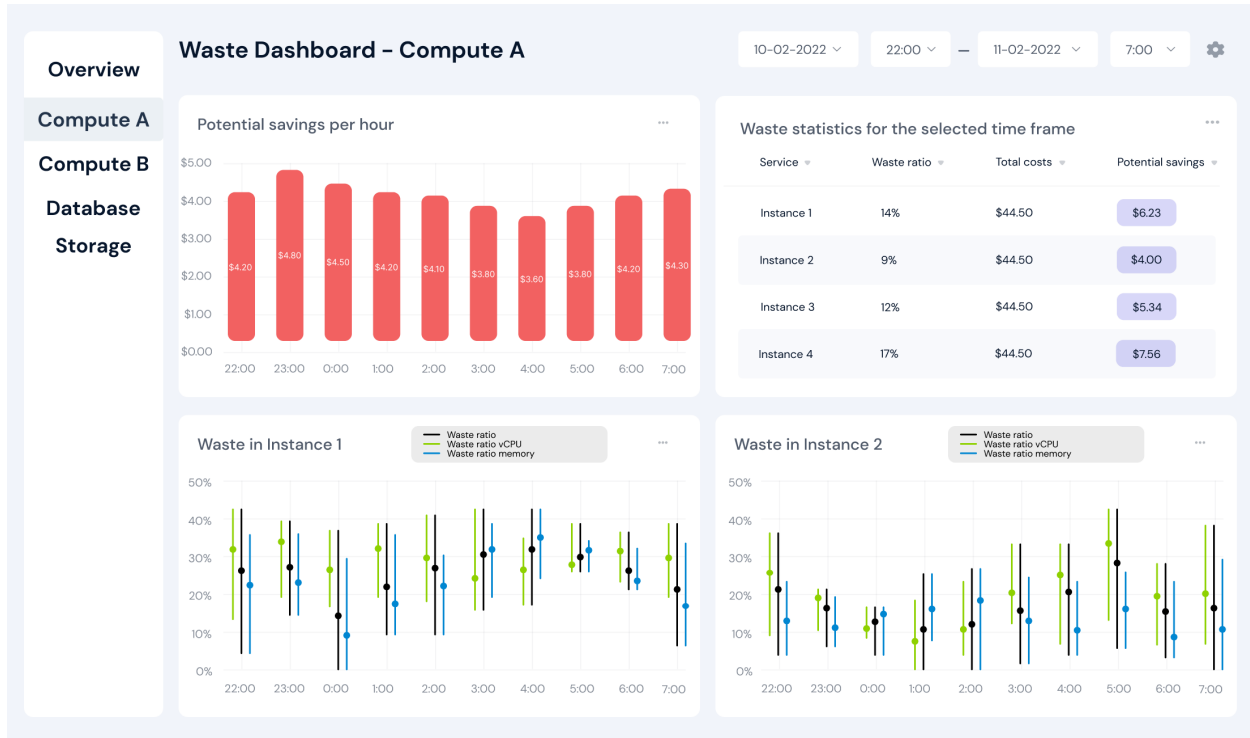 Waste Dashboard – Compute A
10-02-2022
22:00
—
11-02-2022
7:00
Overview
Compute A
Compute B
Database
Storage
Potential savings per hour
$5.00
$4.00
$3.00
$2.00
$1.00
$0.00
$4.20 $4.80 $4.50 $4.20 $4.10 $3.80 $3.60 $3.80 $4.20 $4.30
22:00 23:00 0:00 1:00 2:00 3:00 4:00 5:00 6:00 7:00
Waste statistics for the selected time frame
Service Waste ratio Total costs Potential savings
Instance 1 14% $44.50 $6.23
Instance 2 9% $44.50 $4.00
Instance 3 12% $44.50 $5.34
Instance 4 17% $44.50 $7.56
Waste in Instance 1
Waste ratio
Waste ratio vCPU
Waste ratio memory
50%
40%
30%
20%
10%
0%
22:00 23:00 0:00 1:00 2:00 3:00 4:00 5:00 6:00 7:00
Waste in Instance 2
Waste ratio
Waste ratio vCPU
Waste ratio memory
50%
40%
30%
20%
10%
0%
22:00 23:00 0:00 1:00 2:00 3:00 4:00 5:00 6:00 7:00